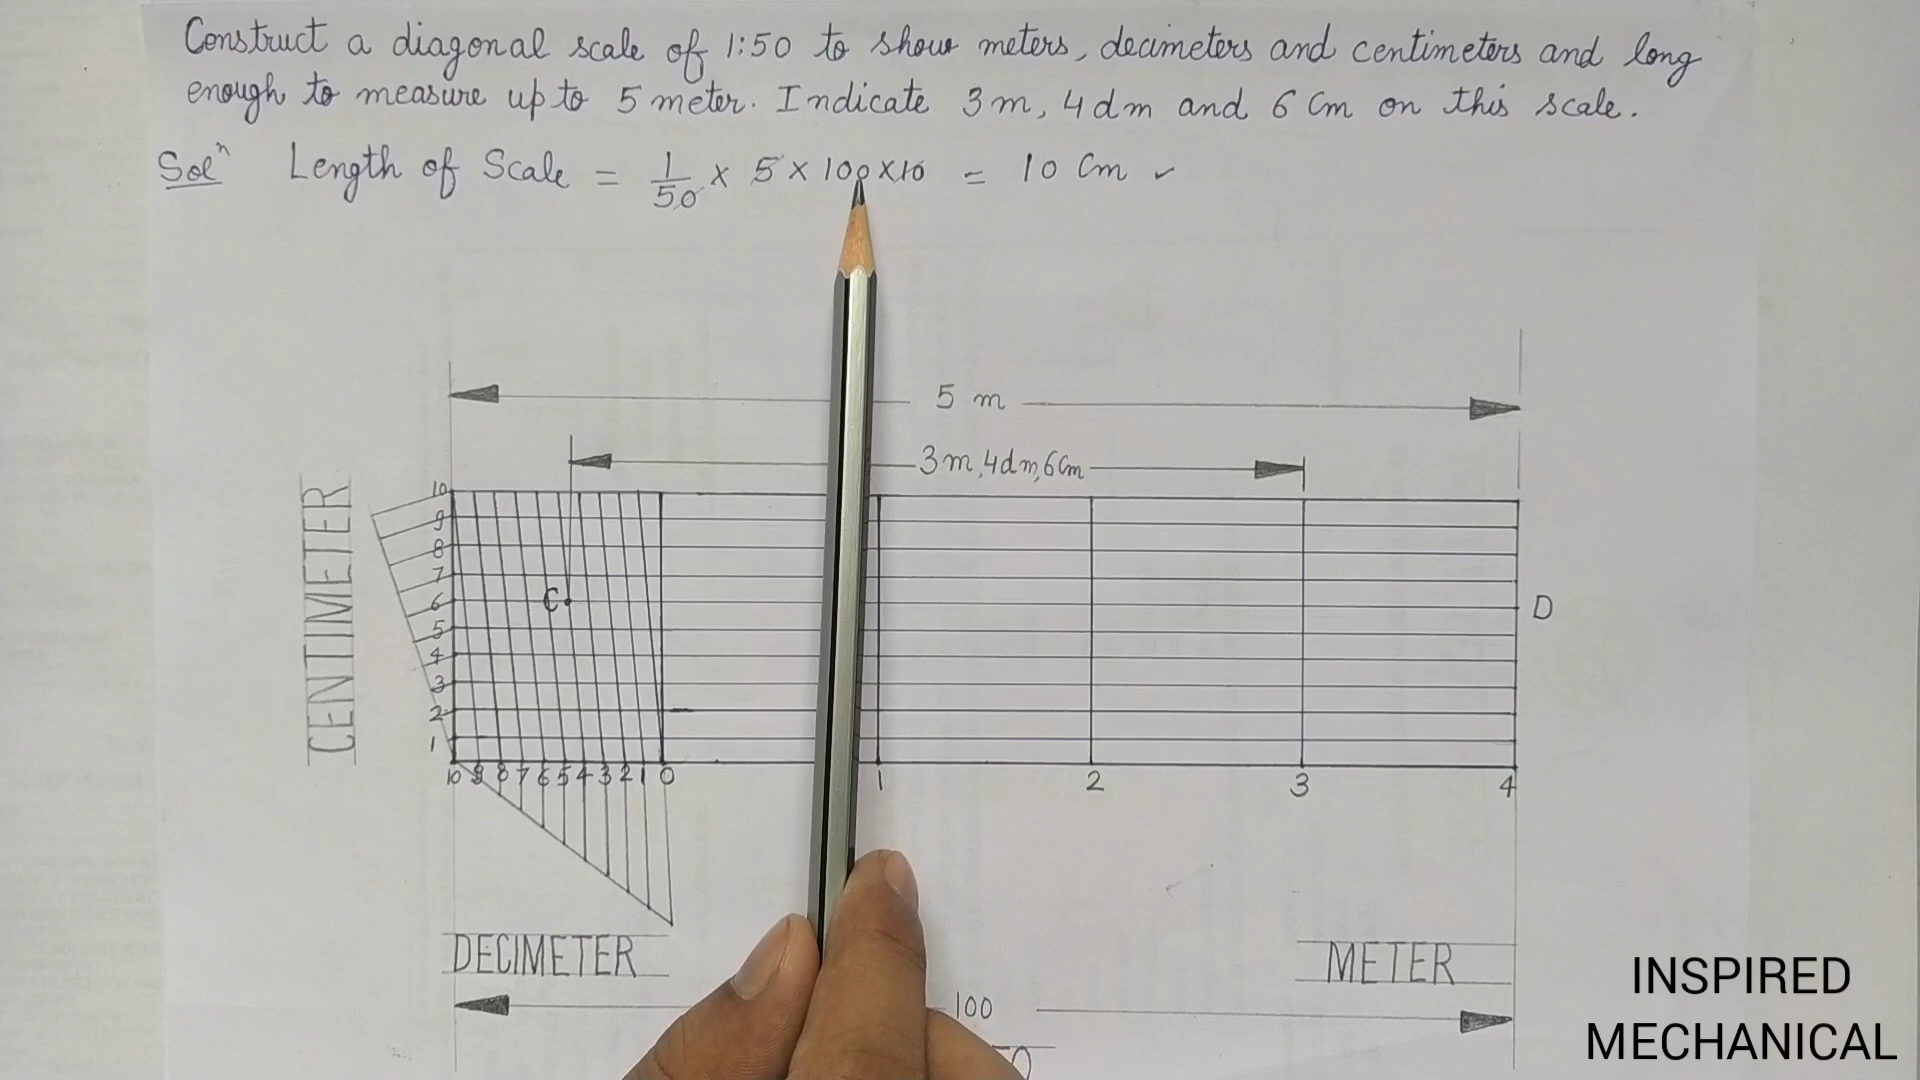 Construct a diagonal scale of 1:50 to show meters, decimeters and centimeters and long
enough to measure up to 5 meter. Indicate 3m, 4dm and 6 Cm on this scale.
Solⁿ Length of Scale = 1/50 × 5 × 100 × 10 = 10 Cm ✓
5 m
3m,4dm,6Cm
CENTIMETER
10
9
8
7
6 C D
5
4
3
2
1
10 9 8 7 6 5 4 3 2 1 0 1 2 3 4
DECIMETER METER
100
INSPIRED
MECHANICAL